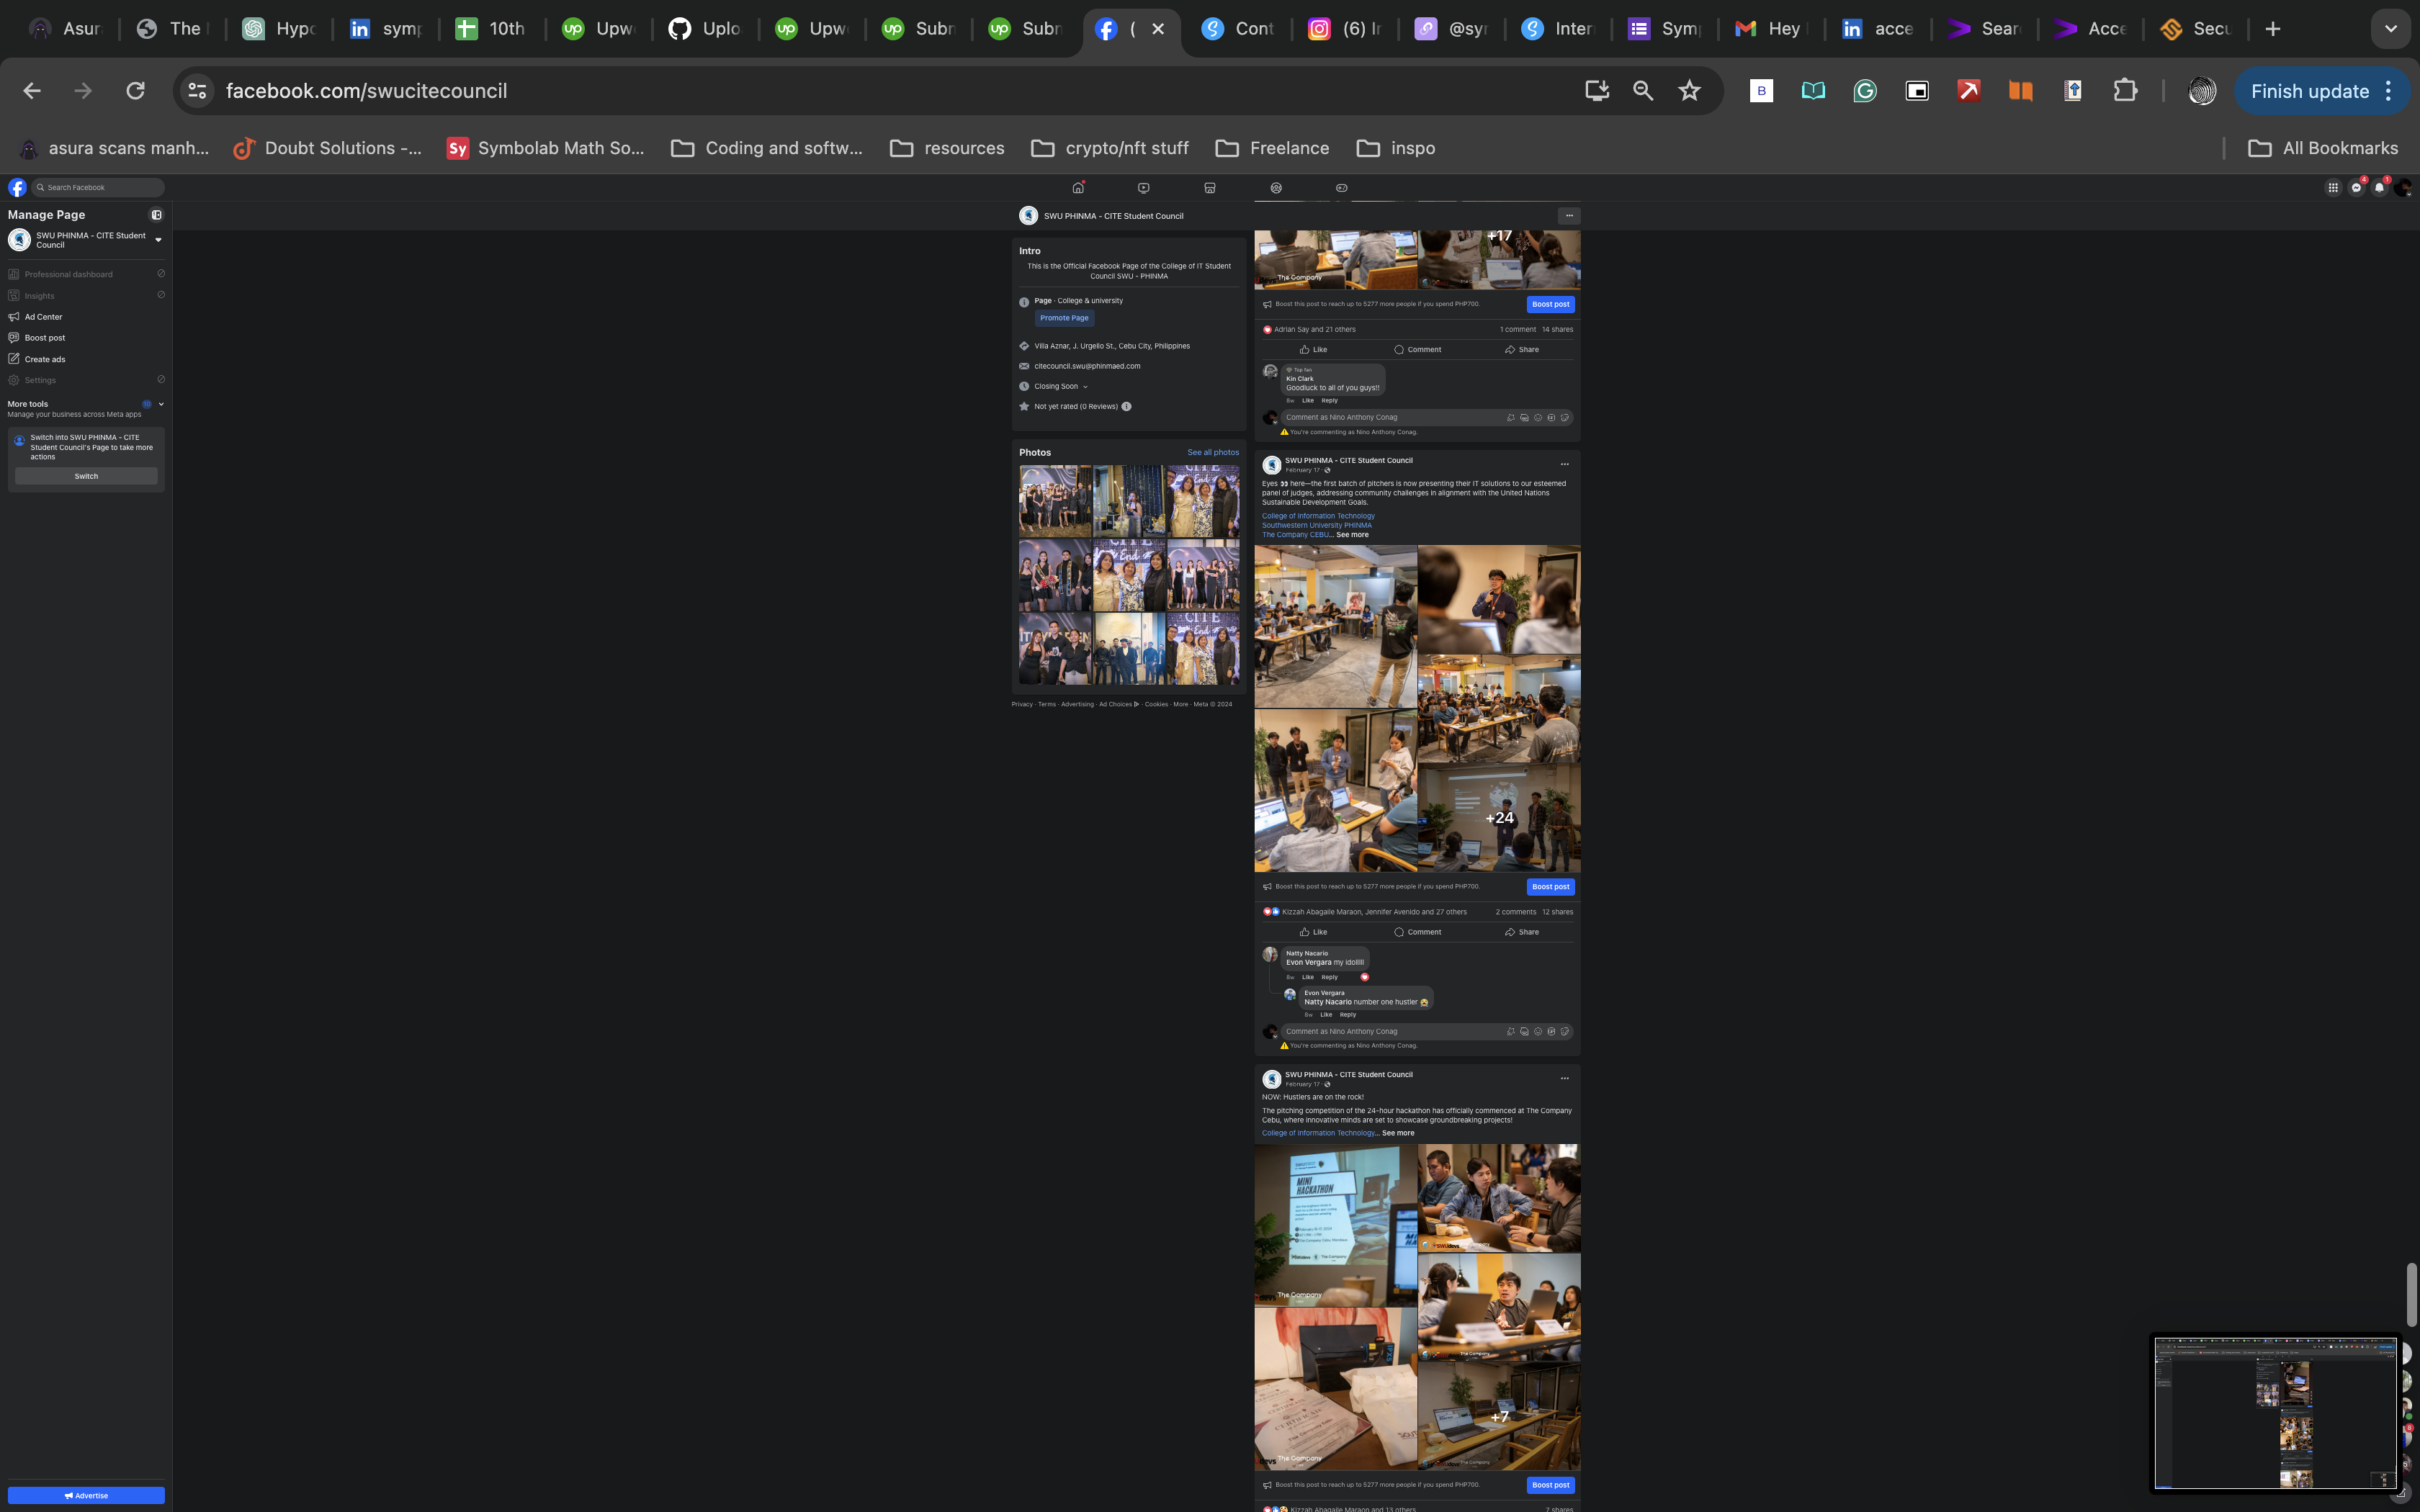 Asur
The
Hypo
symp
10th
Upw
Uplo
Upw
Subn
Subn
(
Cont
(6) Ir
@syr
Inter
Symp
Hey
acce
Sear
Acce
Secu
facebook.com/swucitecouncil
Finish update
asura scans manh...
Doubt Solutions -...
Symbolab Math So...
Coding and softw...
resources
crypto/nft stuff
Freelance
inspo
All Bookmarks
Search Facebook
Manage Page
SWU PHINMA - CITE Student
Council
Professional dashboard
Insights
Ad Center
Boost post
Create ads
Settings
More tools
Manage your business across Meta apps
Switch into SWU PHINMA - CITE
Student Council's Page to take more
actions
Switch
Advertise
SWU PHINMA - CITE Student Council
Intro
This is the Official Facebook Page of the College of IT Student
Council SWU - PHINMA
Page · College & university
Promote Page
Villa Aznar, J. Urgello St., Cebu City, Philippines
citecouncil.swu@phinmaed.com
Closing Soon
Not yet rated (0 Reviews)
Photos
See all photos
Privacy · Terms · Advertising · Ad Choices · Cookies · More · Meta © 2024
+17
The Company
Boost this post to reach up to 5277 more people if you spend PHP700.
Boost post
Adrian Say and 21 others
1 comment 14 shares
Like
Comment
Share
Top fan
Kin Clark
Goodluck to all of you guys!!
8w Like Reply
Comment as Nino Anthony Conag
You're commenting as Nino Anthony Conag.
SWU PHINMA - CITE Student Council
February 17 ·
Eyes 👀 here—the first batch of pitchers is now presenting their IT solutions to our esteemed
panel of judges, addressing community challenges in alignment with the United Nations
Sustainable Development Goals.
College of Information Technology
Southwestern University PHINMA
The Company CEBU... See more
+24
Boost this post to reach up to 5277 more people if you spend PHP700.
Boost post
Kizzah Abagaile Maraon, Jennifer Avenido and 27 others
2 comments 12 shares
Like
Comment
Share
Natty Nacario
Evon Vergara my idollllll
8w Like Reply
Evon Vergara
Natty Nacario number one hustler 😭
8w Like Reply
Comment as Nino Anthony Conag
You're commenting as Nino Anthony Conag.
SWU PHINMA - CITE Student Council
February 17 ·
NOW: Hustlers are on the rock!
The pitching competition of the 24-hour hackathon has officially commenced at The Company
Cebu, where innovative minds are set to showcase groundbreaking projects!
College of Information Technology... See more
MINI
HACKATHON
The Company
The Company
+7
Boost this post to reach up to 5277 more people if you spend PHP700.
Boost post
Kizzah Abagaile Maraon and 13 others
7 shares